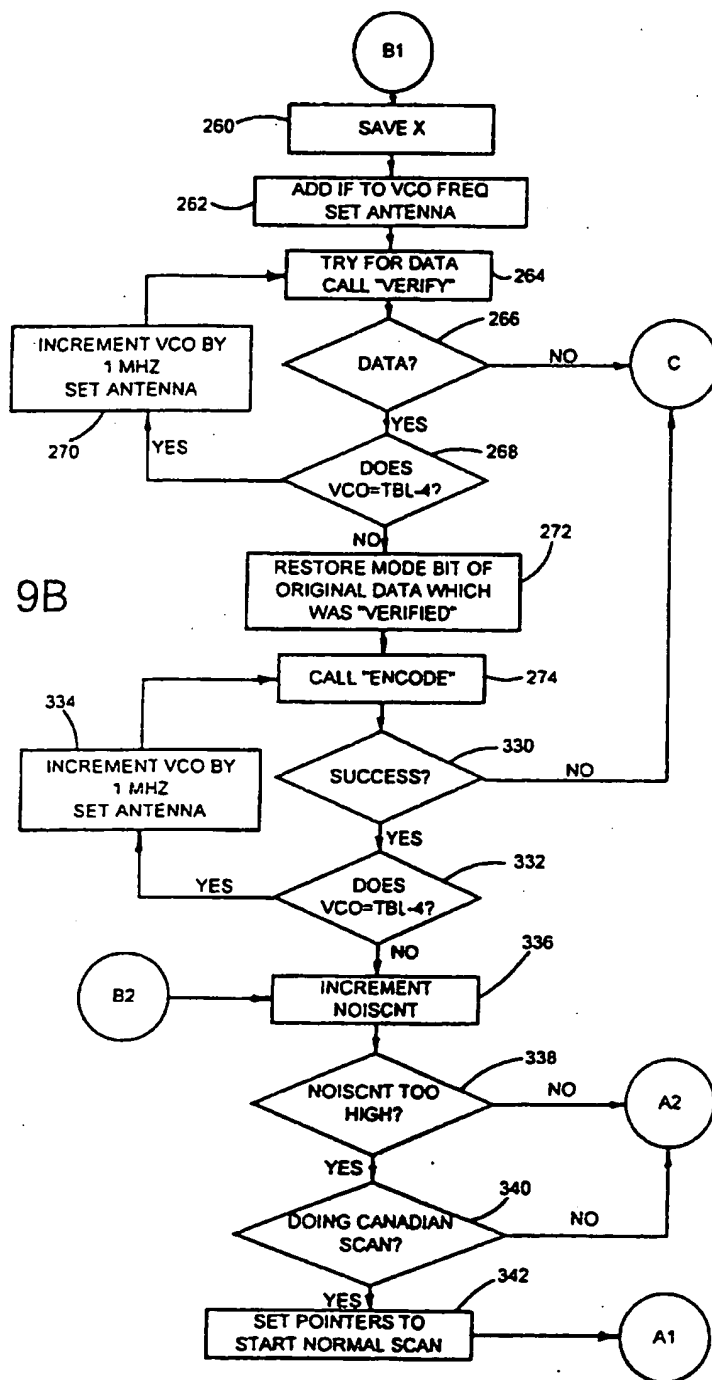 B1
260
SAVE X
262
ADD IF TO VCO FREQ
SET ANTENNA
TRY FOR DATA
CALL "VERIFY"
264
266
INCREMENT VCO BY
1 MHZ
SET ANTENNA
270
DATA?
NO
C
YES
268
YES
DOES
VCO=TBL-4?
NO
272
9B
RESTORE MODE BIT OF
ORIGINAL DATA WHICH
WAS "VERIFIED"
CALL "ENCODE"
274
334
INCREMENT VCO BY
1 MHZ
SET ANTENNA
330
SUCCESS?
NO
YES
332
YES
DOES
VCO=TBL-4?
NO
336
B2
INCREMENT
NOISCNT
338
NOISCNT TOO
HIGH?
NO
A2
YES
340
DOING CANADIAN
SCAN?
NO
YES
342
SET POINTERS TO
START NORMAL SCAN
A1